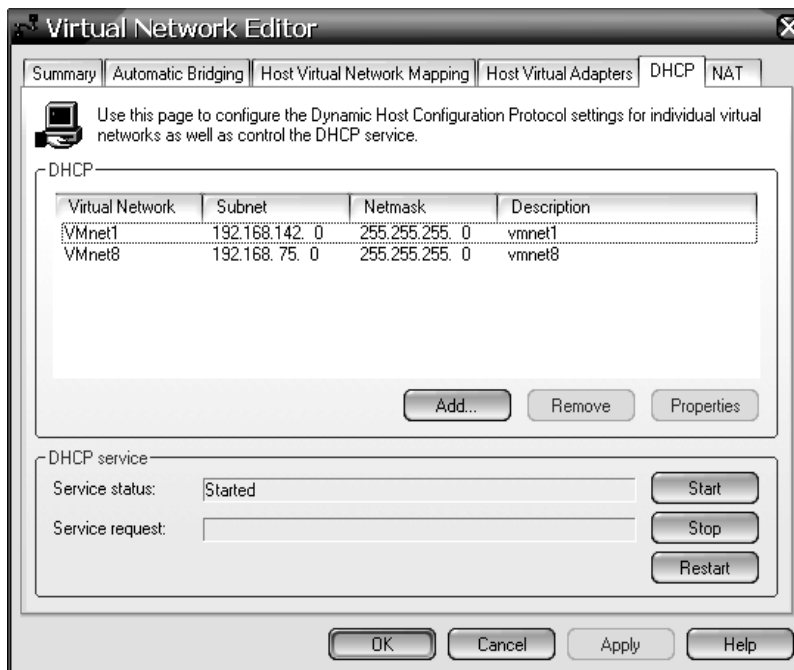 Virtual Network Editor
Summary Automatic Bridging Host Virtual Network Mapping Host Virtual Adapters DHCP NAT
Use this page to configure the Dynamic Host Configuration Protocol settings for individual virtual
networks as well as control the DHCP service.
DHCP
Virtual Network Subnet Netmask Description
VMnet1 192.168.142. 0 255.255.255. 0 vmnet1
VMnet8 192.168. 75. 0 255.255.255. 0 vmnet8
Add... Remove Properties
DHCP service
Service status: Started Start
Service request: Stop
Restart
OK Cancel Apply Help